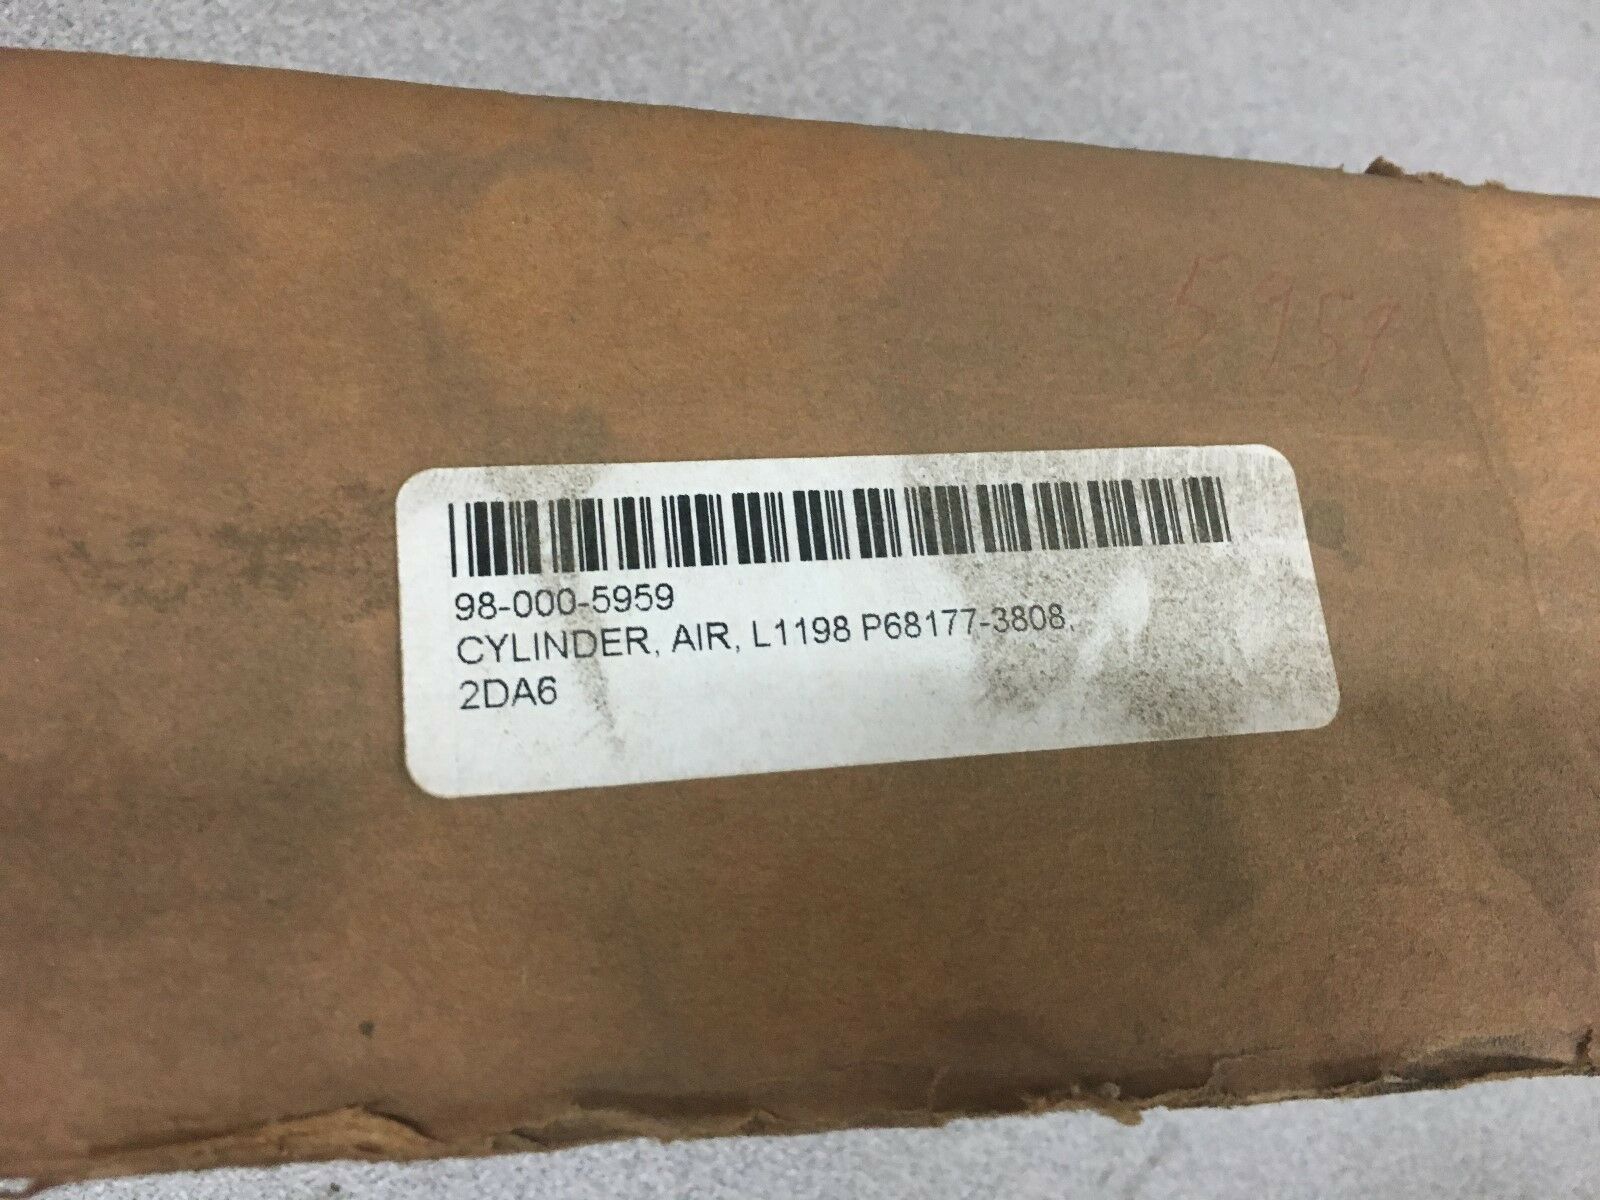 5959
98-000-5959
CYLINDER, AIR, L1198 P68177-3808,
2DA6